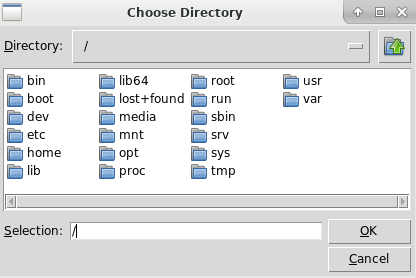 Choose Directory
Directory: /
bin lib64 root usr
boot lost+found run var
dev media sbin
etc mnt srv
home opt sys
lib proc tmp
Selection: / OK
Cancel